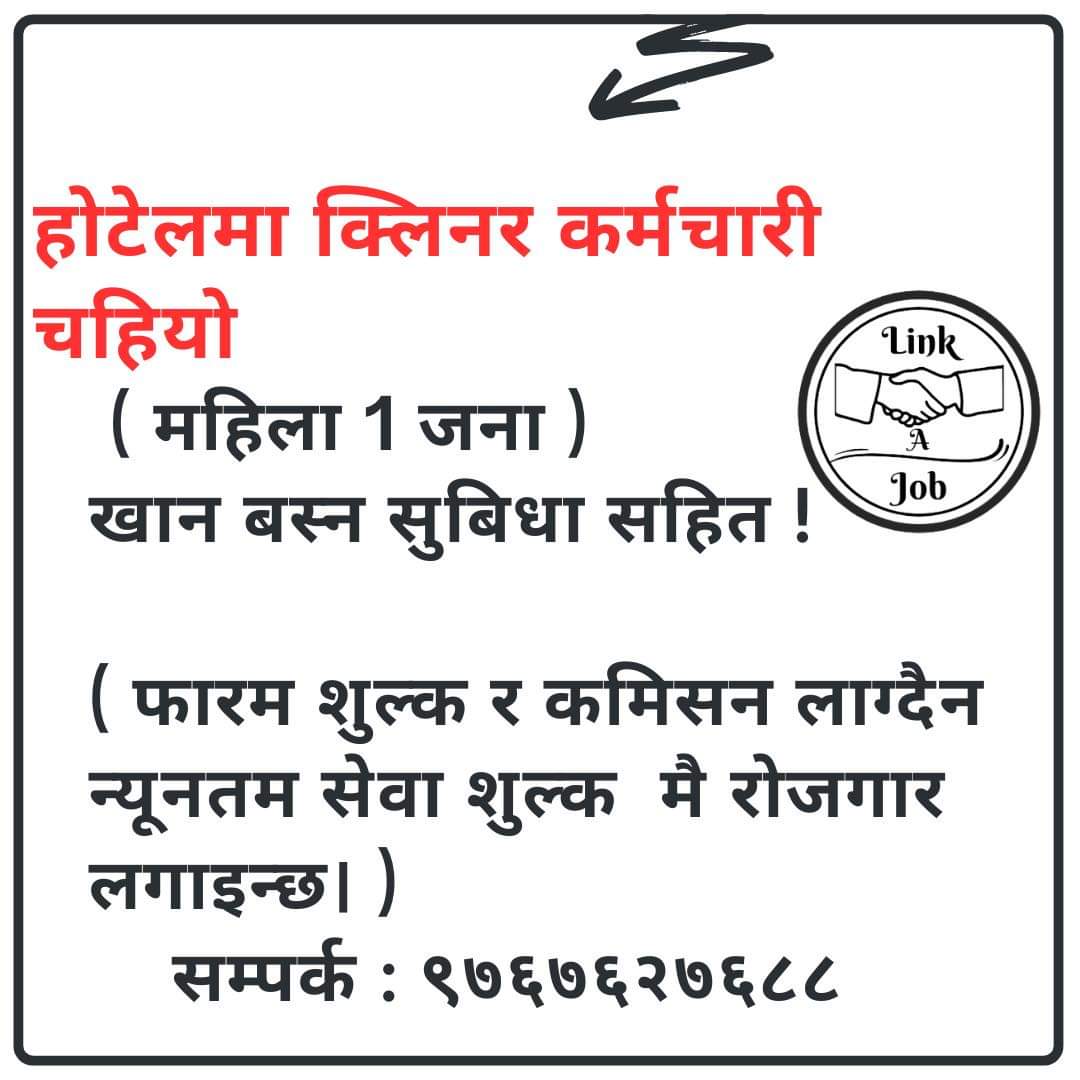 होटेलमा क्लिनर कर्मचारी
चहियो
( महिला 1 जना )
खान बस्न सुबिधा सहित !
Link
A
Job
( फारम शुल्क र कमिसन लाग्दैन
न्यूनतम सेवा शुल्क मै रोजगार
लगाइन्छ। )
सम्पर्क : ९७६७६२७६८८